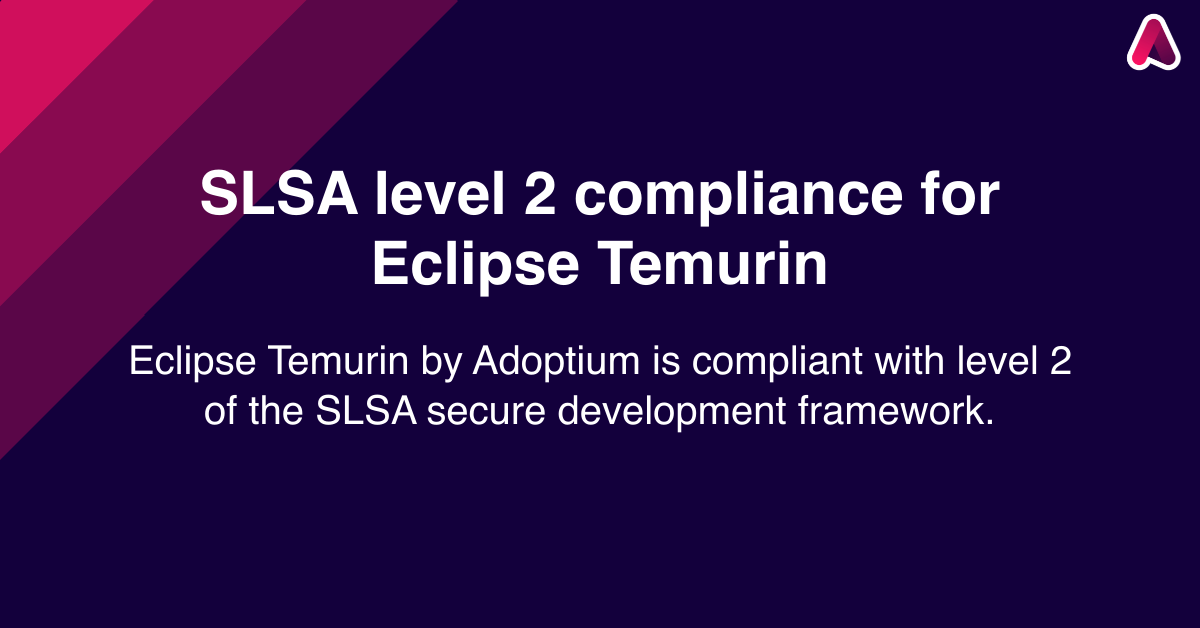 SLSA level 2 compliance for
Eclipse Temurin
Eclipse Temurin by Adoptium is compliant with level 2
of the SLSA secure development framework.